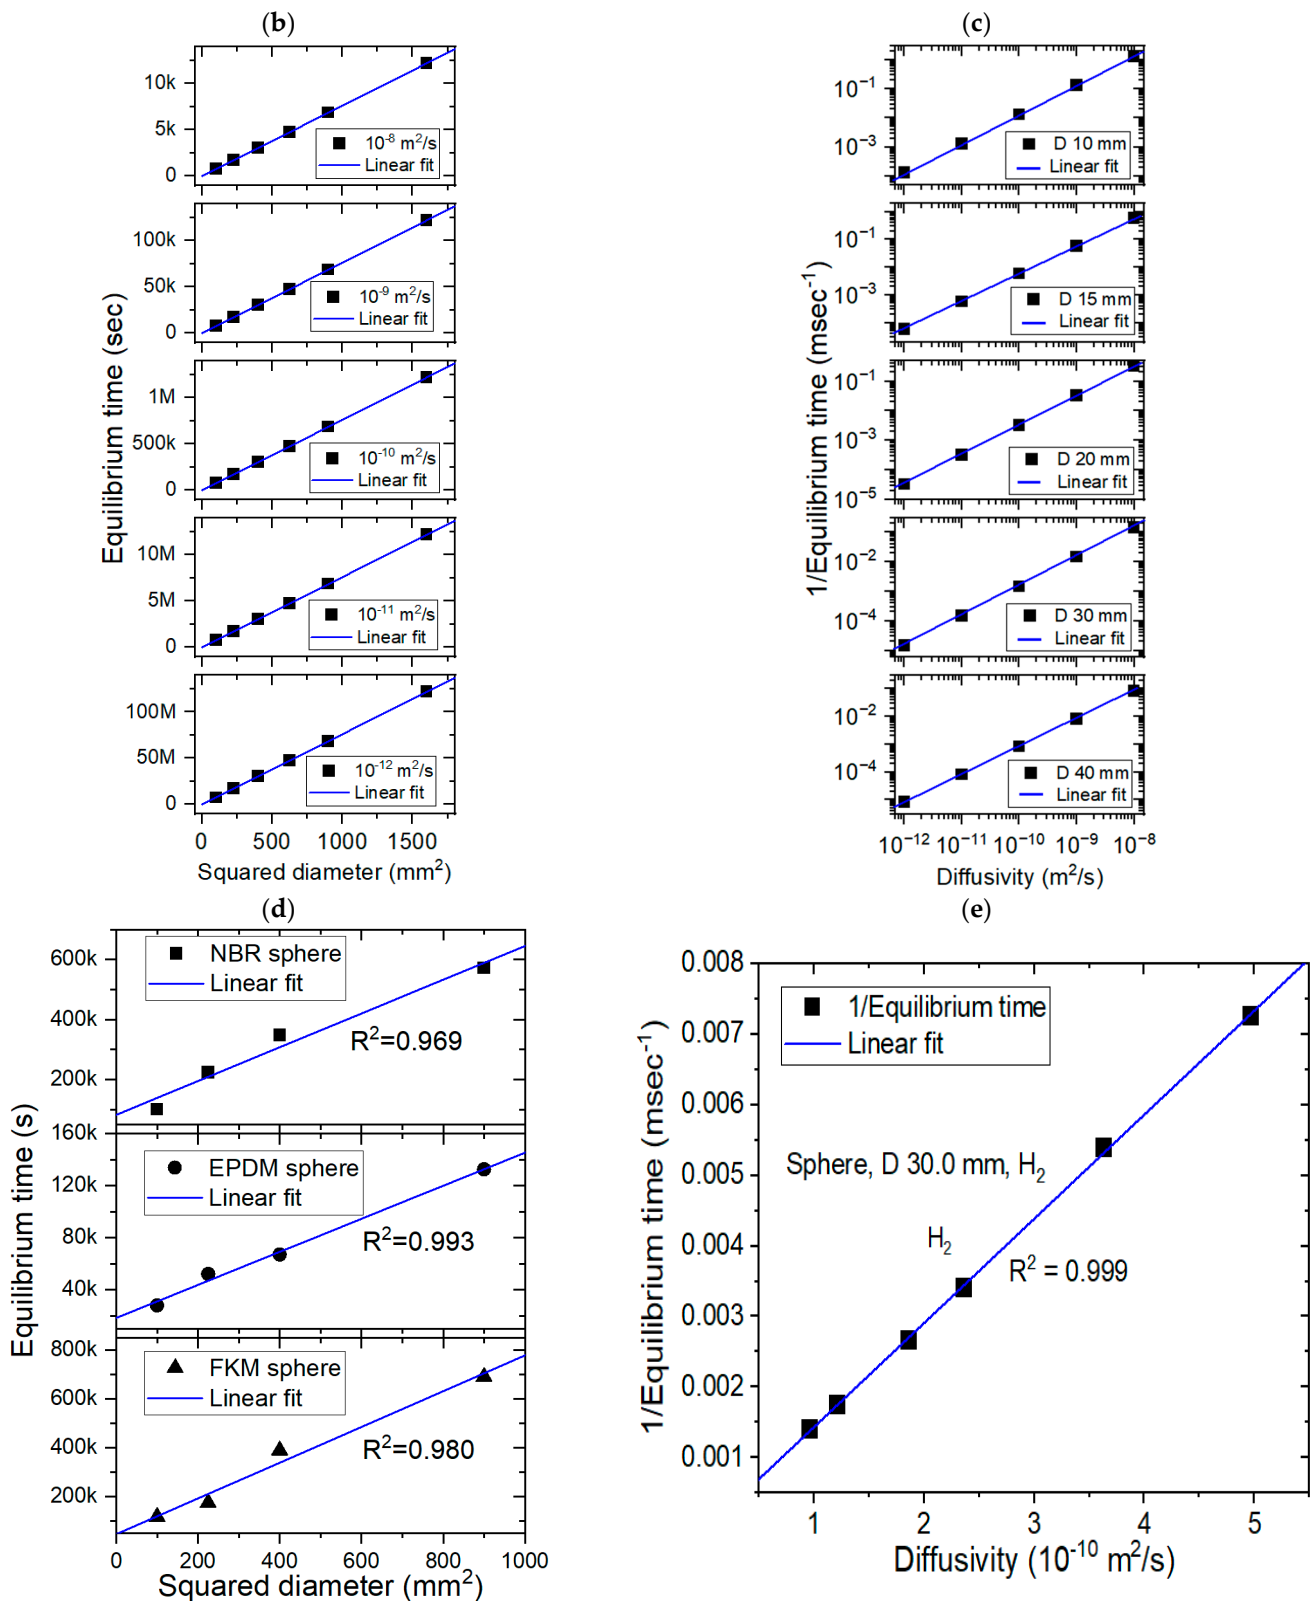 (b)
10k
5k
0
10⁻⁸ m²/s
Linear fit
100k
50k
0
10⁻⁹ m²/s
Linear fit
1M
500k
0
10⁻¹⁰ m²/s
Linear fit
10M
5M
0
10⁻¹¹ m²/s
Linear fit
100M
50M
0
10⁻¹² m²/s
Linear fit
0 500 1000 1500
Squared diameter (mm²)
Equilibrium time (sec)
(c)
10⁻¹
10⁻³
D 10 mm
Linear fit
10⁻¹
10⁻³
D 15 mm
Linear fit
10⁻¹
10⁻³
10⁻⁵
D 20 mm
Linear fit
10⁻²
10⁻⁴
D 30 mm
Linear fit
10⁻²
10⁻⁴
D 40 mm
Linear fit
10⁻¹² 10⁻¹¹ 10⁻¹⁰ 10⁻⁹ 10⁻⁸
Diffusivity (m²/s)
1/Equilibrium time (msec⁻¹)
(d)
600k
400k
200k
NBR sphere
Linear fit
R²=0.969
160k
120k
80k
40k
EPDM sphere
Linear fit
R²=0.993
800k
600k
400k
200k
FKM sphere
Linear fit
R²=0.980
0 200 400 600 800 1000
Squared diameter (mm²)
Equilibrium time (s)
(e)
0.008
0.007
0.006
0.005
0.004
0.003
0.002
0.001
1/Equilibrium time
Linear fit
Sphere, D 30.0 mm, H₂
H₂
R² = 0.999
1 2 3 4 5
Diffusivity (10⁻¹⁰ m²/s)
1/Equilibrium time (msec⁻¹)